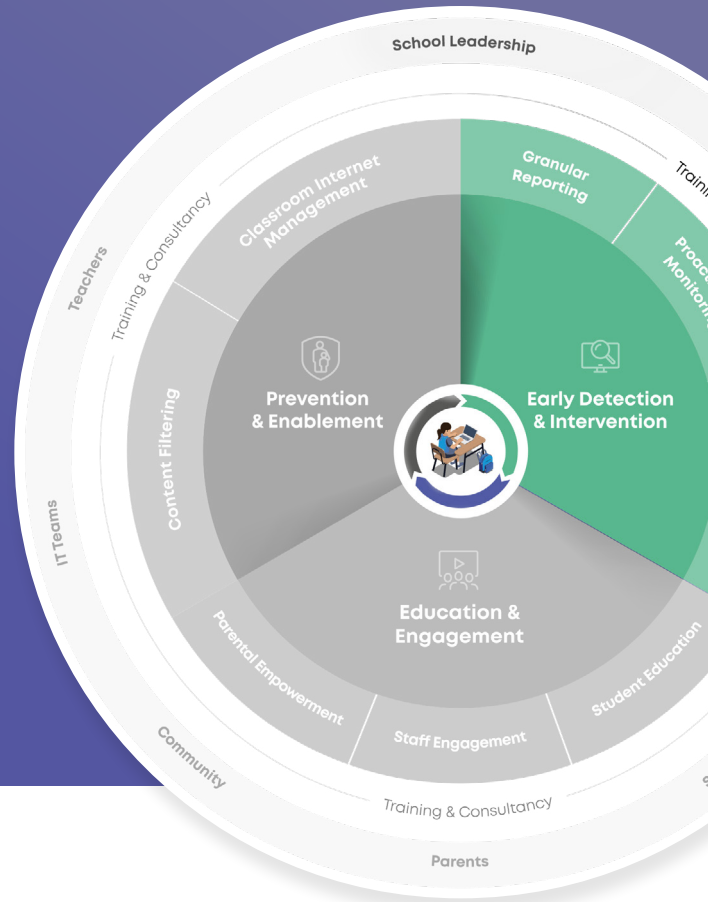 School Leadership
Training & Consultancy
Teachers
Classroom Internet
Management
Granular
Reporting
Prevention
& Enablement
Early Detection
& Intervention
Content Filtering
IT Teams
Education &
Engagement
Parental Empowerment
Staff Engagement
Student Education
Community
Training & Consultancy
Parents